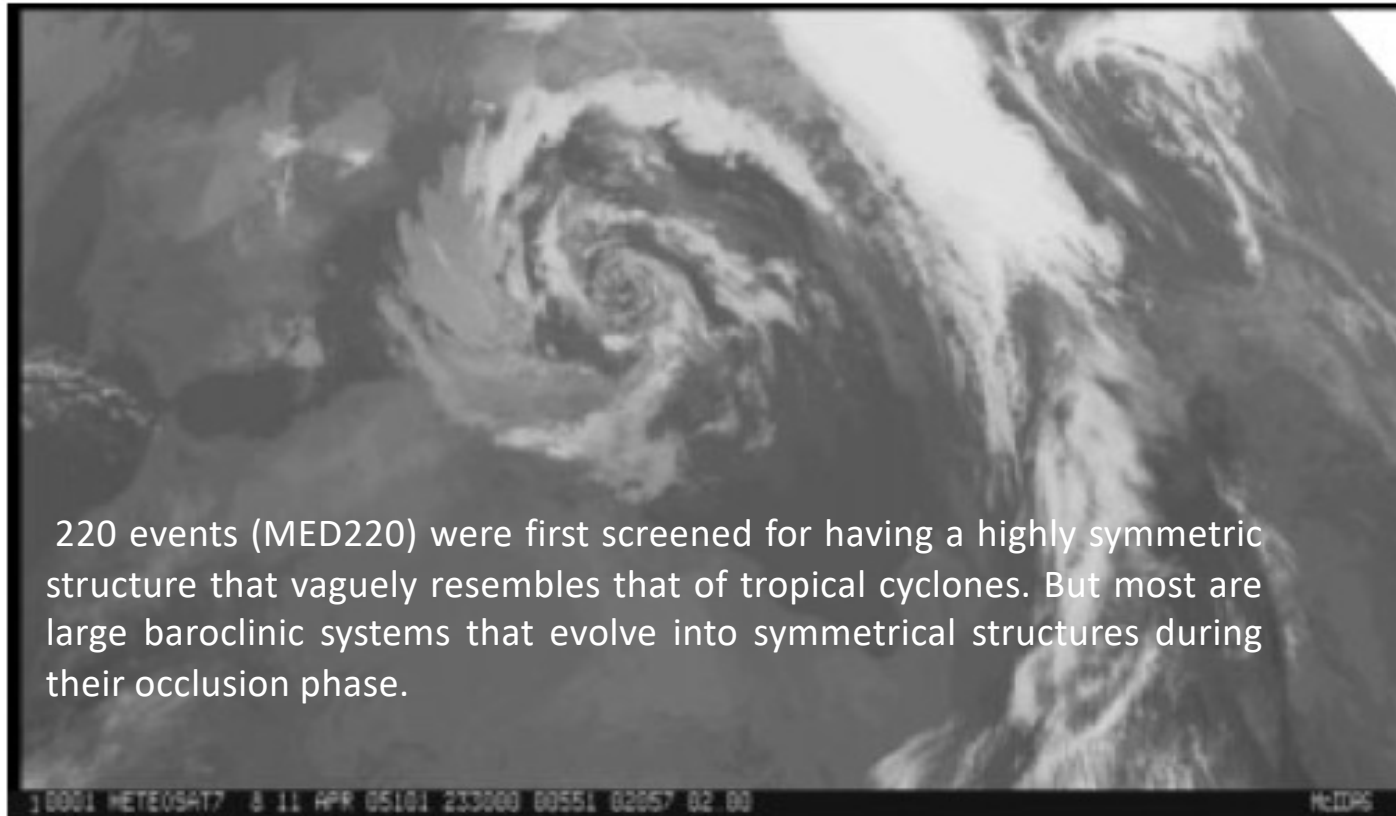 220 events (MED220) were first screened for having a highly symmetric
structure that vaguely resembles that of tropical cyclones. But most are
large baroclinic systems that evolve into symmetrical structures during
their occlusion phase.
10001 METEOSAT7 8 11 APR 05101 233000 00551 02057 02.00 McIDAS